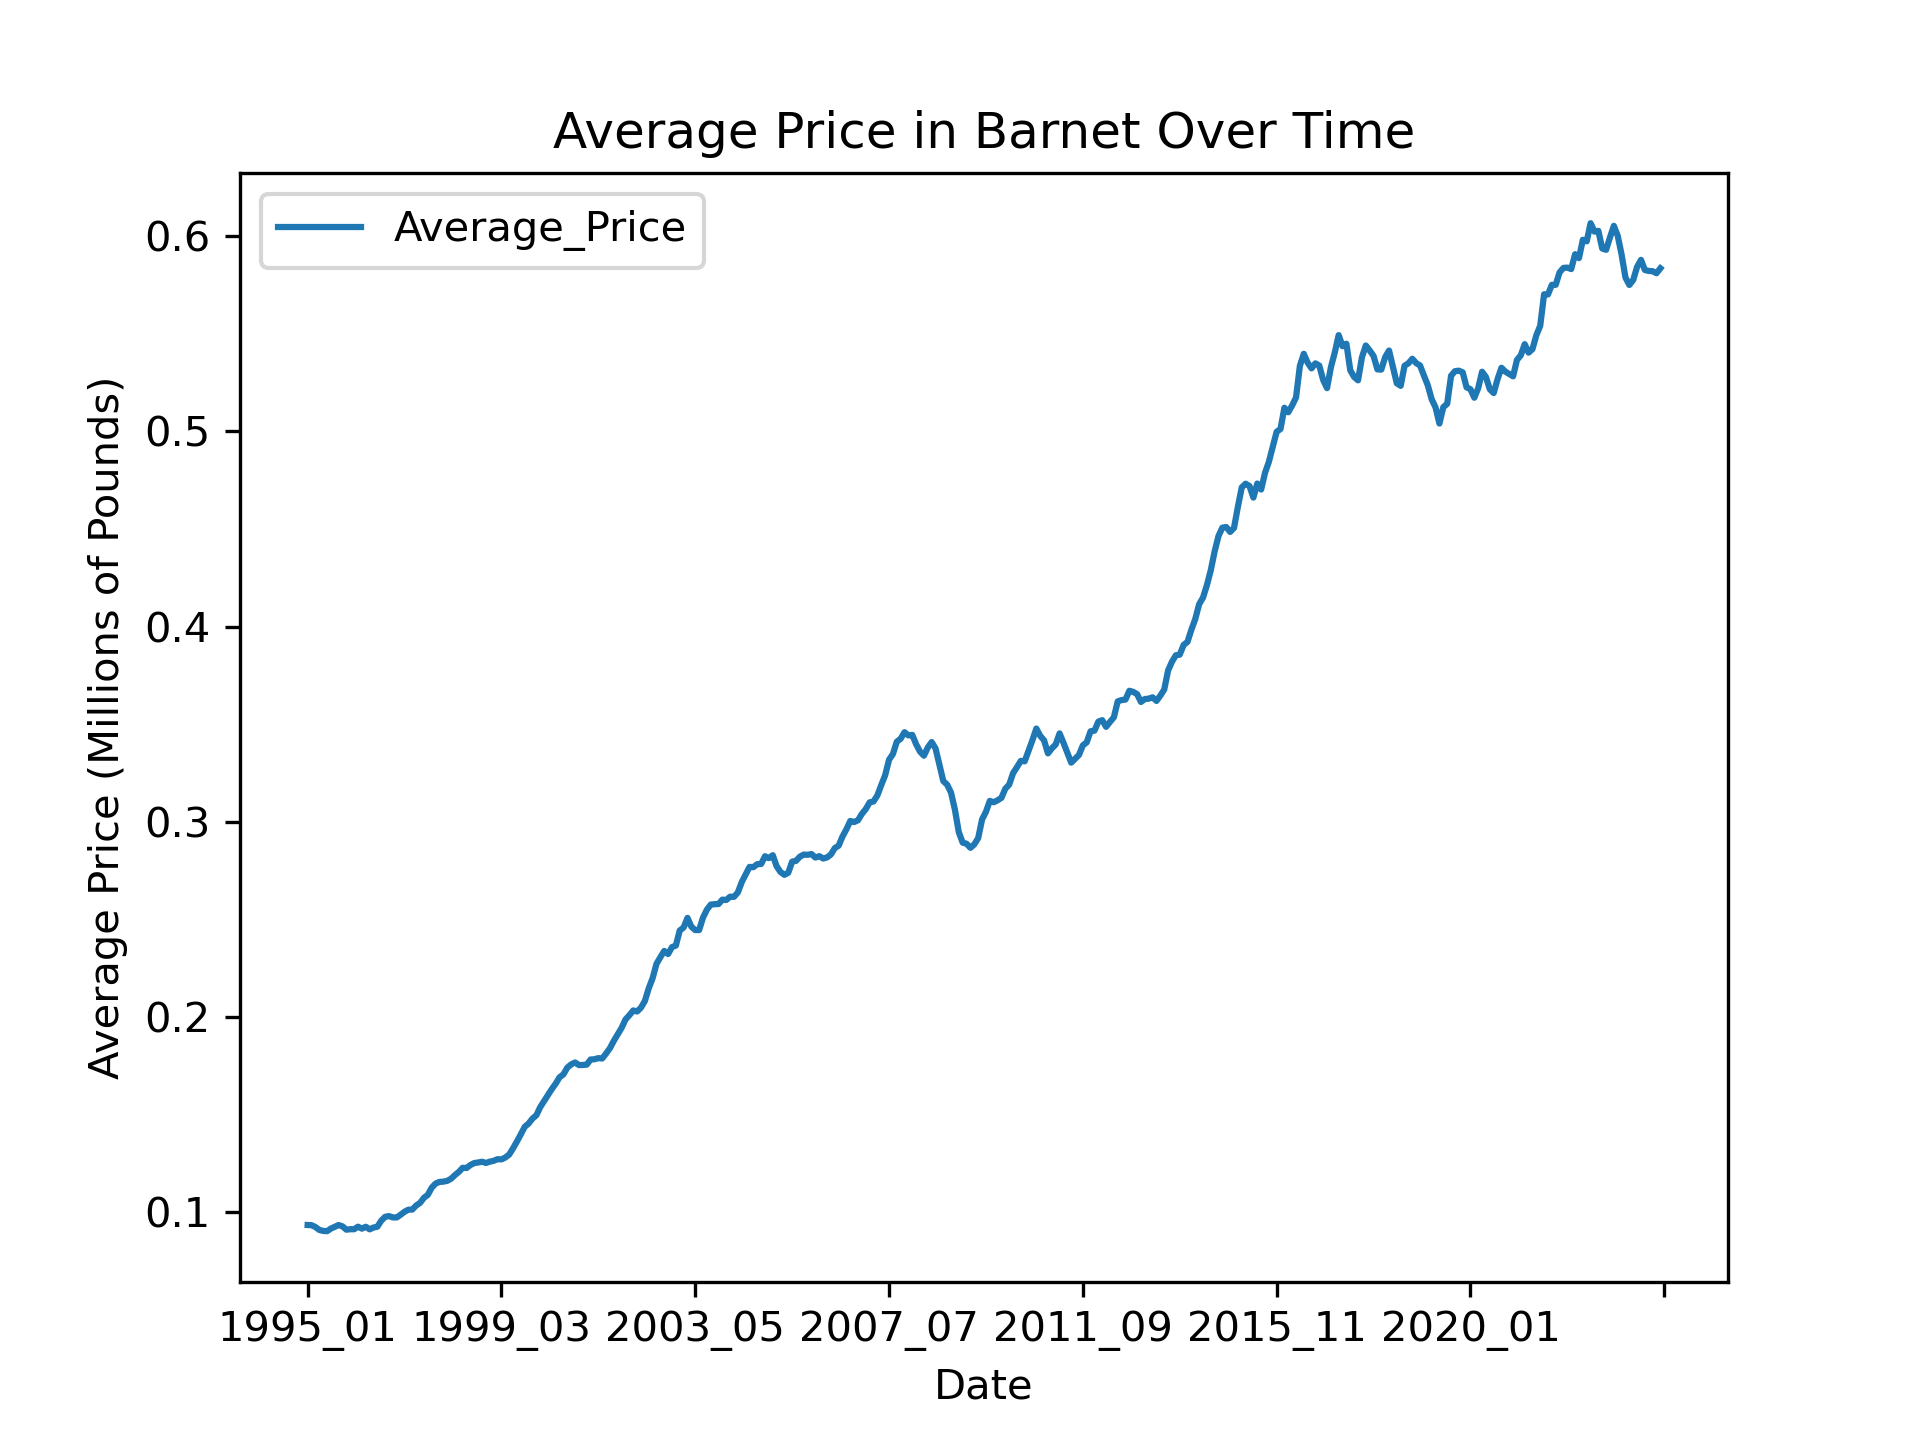 Average Price in Barnet Over Time
Average_Price
0.6
0.5
0.4
0.3
0.2
0.1
Average Price (Millions of Pounds)
1995_01 1999_03 2003_05 2007_07 2011_09 2015_11 2020_01
Date